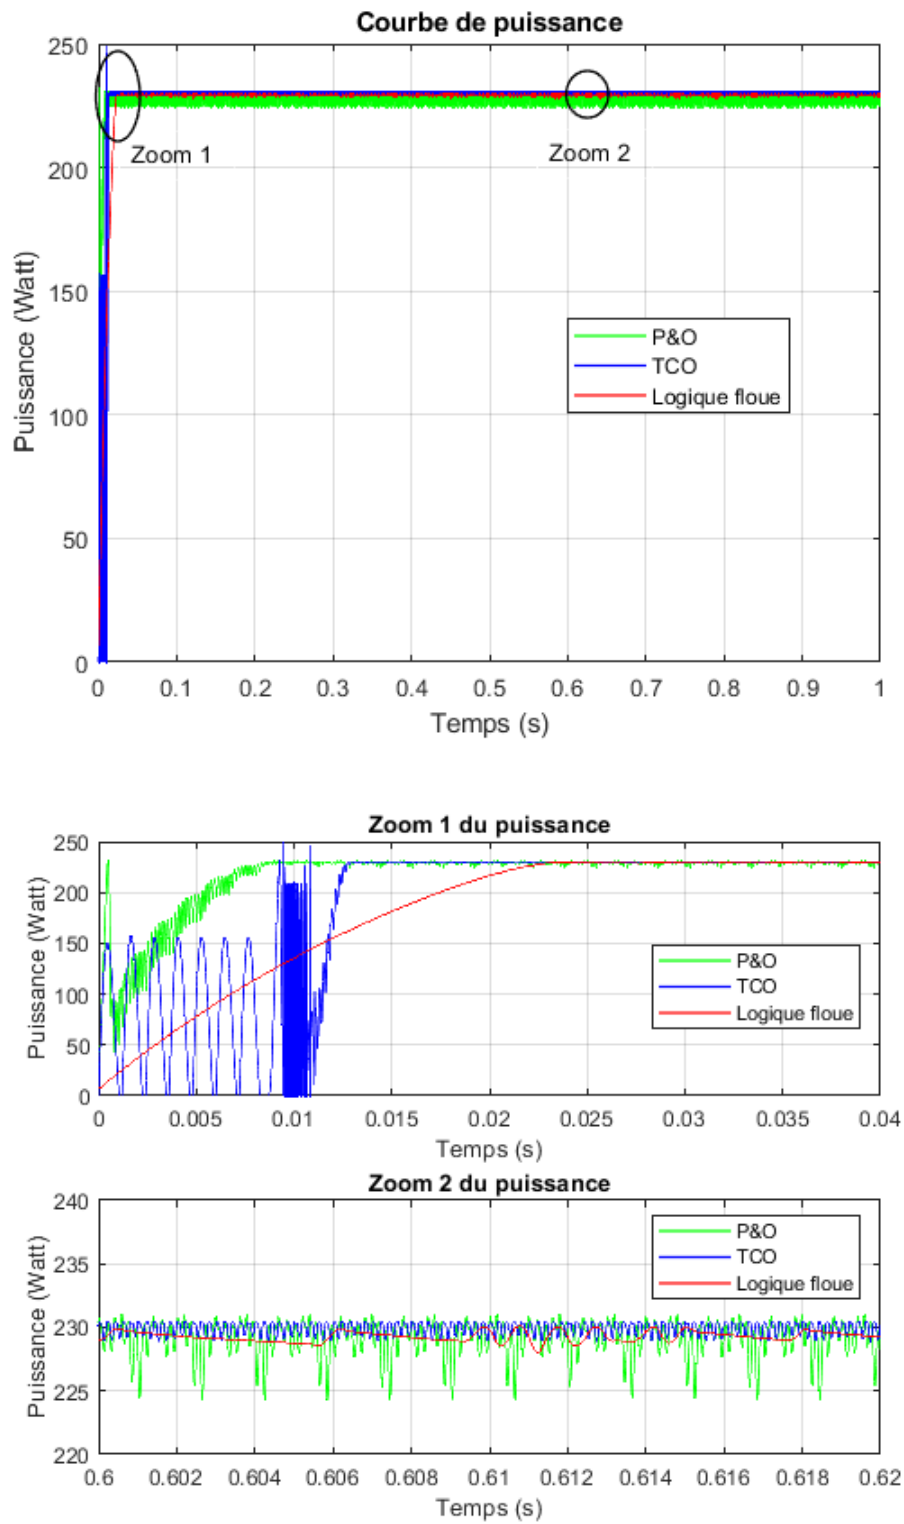 Courbe de puissance
250
200
150
100
50
0
Puissance (Watt)
Zoom 1
Zoom 2
P&O
TCO
Logique floue
0 0.1 0.2 0.3 0.4 0.5 0.6 0.7 0.8 0.9 1
Temps (s)
Zoom 1 du puissance
250
200
150
100
50
0
Puissance (Watt)
P&O
TCO
Logique floue
0 0.005 0.01 0.015 0.02 0.025 0.03 0.035 0.04
Temps (s)
Zoom 2 du puissance
240
235
230
225
220
Puissance (Watt)
P&O
TCO
Logique floue
0.6 0.602 0.604 0.606 0.608 0.61 0.612 0.614 0.616 0.618 0.62
Temps (s)